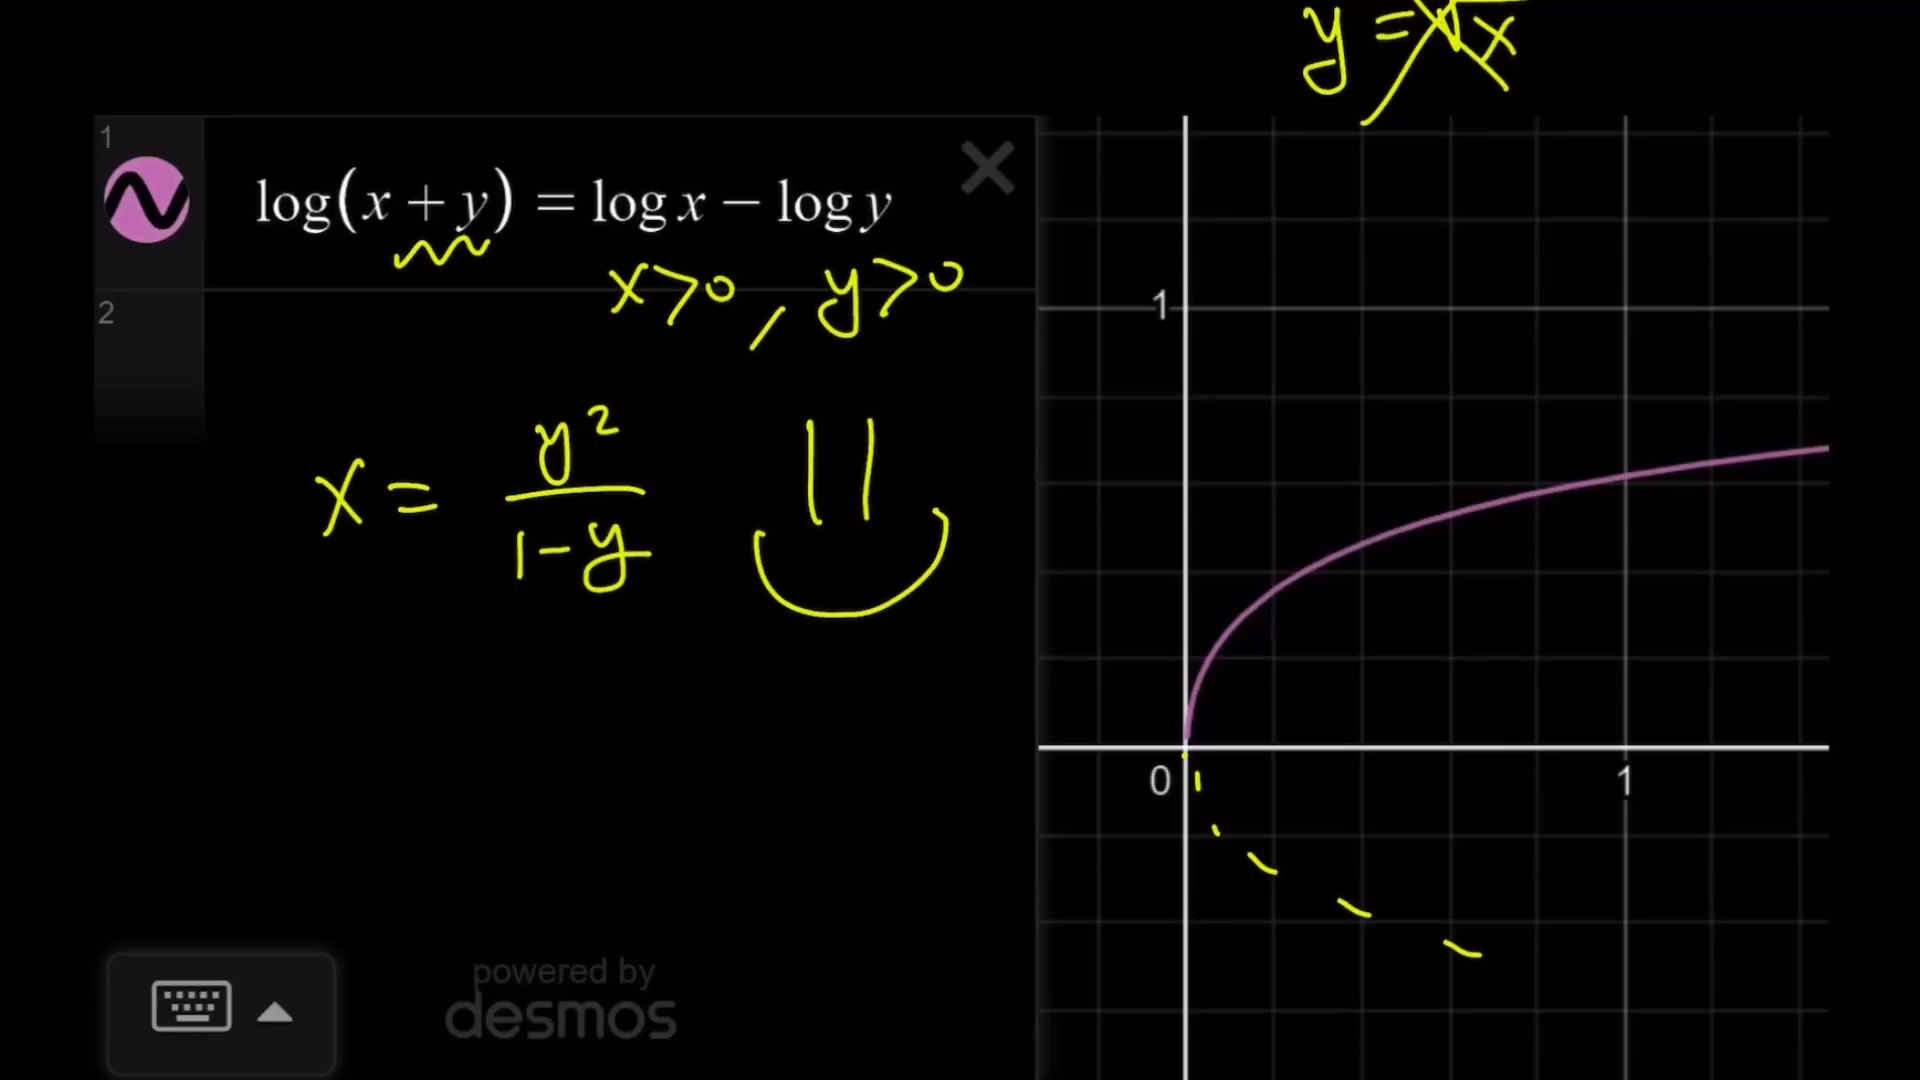 y = √x
1
log(x + y) = log x − log y
x>0, y>0
2
1
x = y²/(1-y)
0
1
powered by
desmos